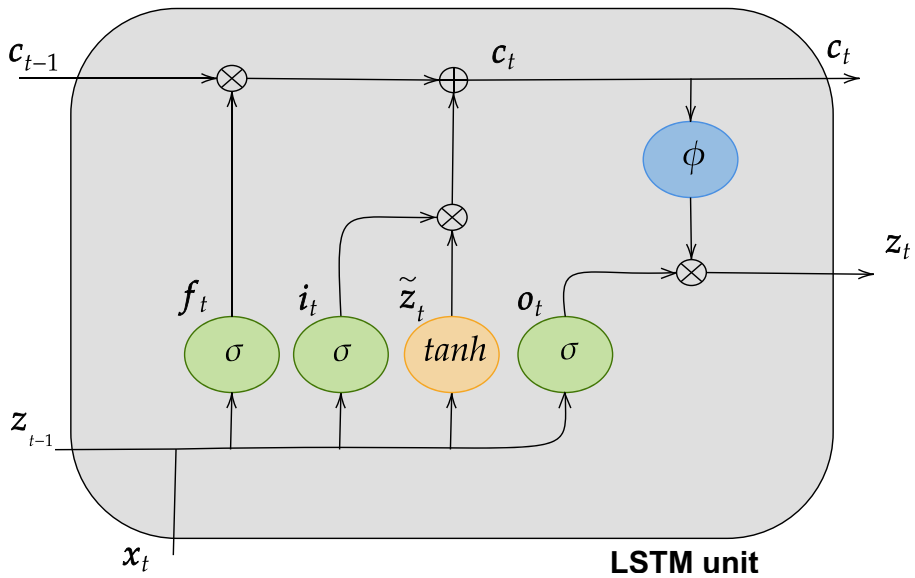 c_{t-1}
c_t
c_t
ϕ
z_t
f_t
i_t
z̃_t
o_t
σ
σ
tanh
σ
z_{t-1}
x_t
LSTM unit